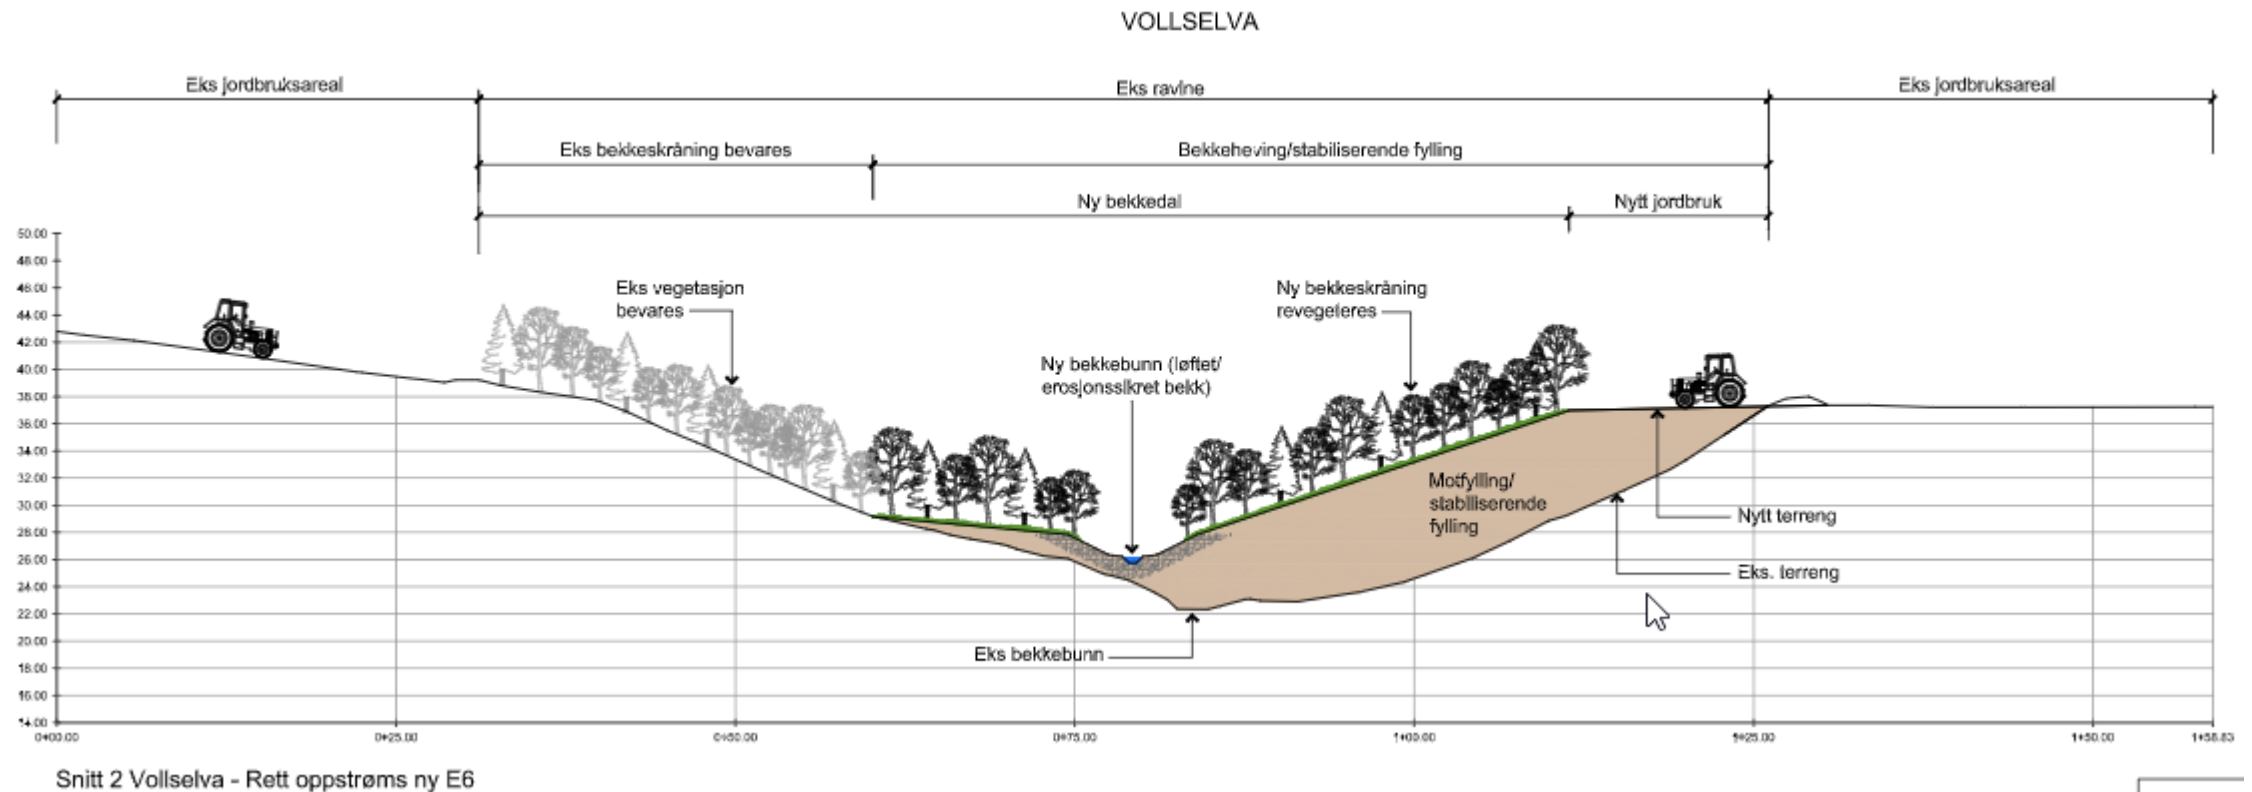 VOLLSELVA
Eks jordbruksareal
Eks ravine
Eks jordbruksareal
Eks bekkeskråning bevares
Bekkeheving/stabiliserende fylling
Ny bekkedal
Nytt jordbruk
50.00
48.00
46.00
44.00
42.00
40.00
38.00
36.00
34.00
32.00
30.00
28.00
26.00
24.00
22.00
20.00
18.00
16.00
14.00
Eks vegetasjon
bevares
Ny bekkebunn (løftet/
erosjonssikret bekk)
Ny bekkeskråning
revegeteres
Motfylling/
stabiliserende
fylling
Nytt terreng
Eks. terreng
Eks bekkebunn
0+00.00
0+25.00
0+50.00
0+75.00
1+00.00
1+25.00
1+50.00
1+58.83
Snitt 2 Vollselva - Rett oppstrøms ny E6